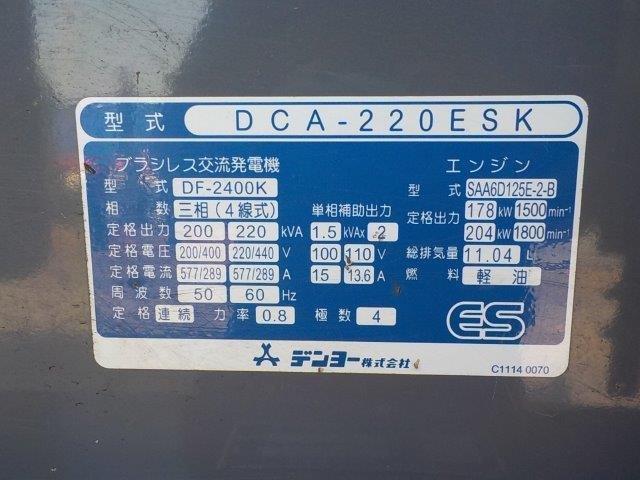 型式 DCA-220ESK
ブラシレス交流発電機
型式 DF-2400K
相数 三相(4線式) 単相補助出力
定格出力 200 220 kVA 1.5 kVAx 2
定格電圧 200/400 220/440 V 100 110 V
定格電流 577/289 577/289 A 15 13.6 A
周波数 50 60 Hz
定格 連続 力率 0.8 極数 4
エンジン
型式 SAA6D125E-2-B
定格出力 178 kW 1500 min⁻¹
204 kW 1800 min⁻¹
総排気量 11.04 L
燃料 軽油
ES
デンヨー株式会社
C1114 0070